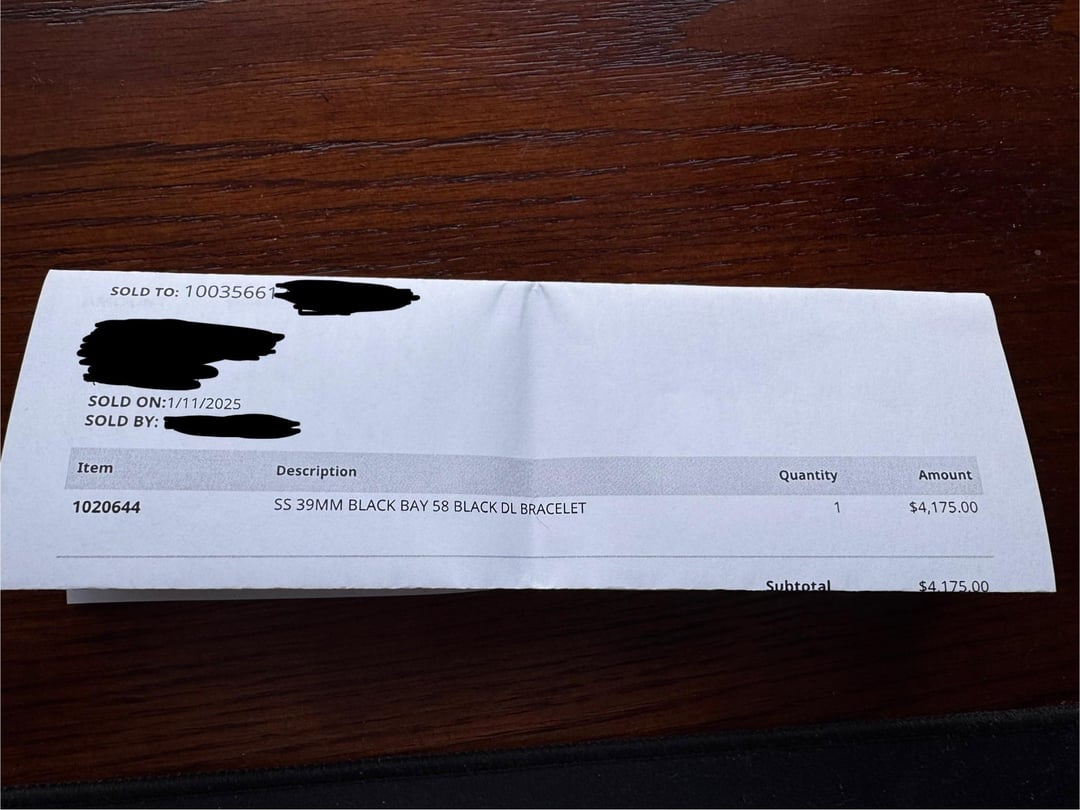 SOLD TO: 10035661
SOLD ON:1/11/2025
SOLD BY:
Item Description Quantity Amount
1020644 SS 39MM BLACK BAY 58 BLACK DL BRACELET 1 $4,175.00
Subtotal $4,175.00